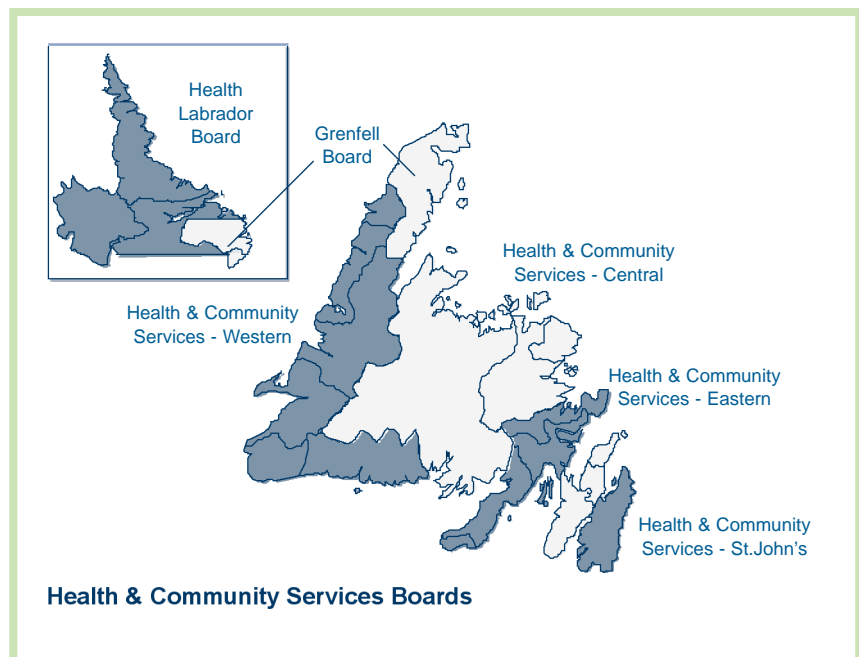 Health
Labrador
Board
Grenfell
Board
Health & Community
Services - Central
Health & Community
Services - Western
Health & Community
Services - Eastern
Health & Community
Services - St.John's
Health & Community Services Boards